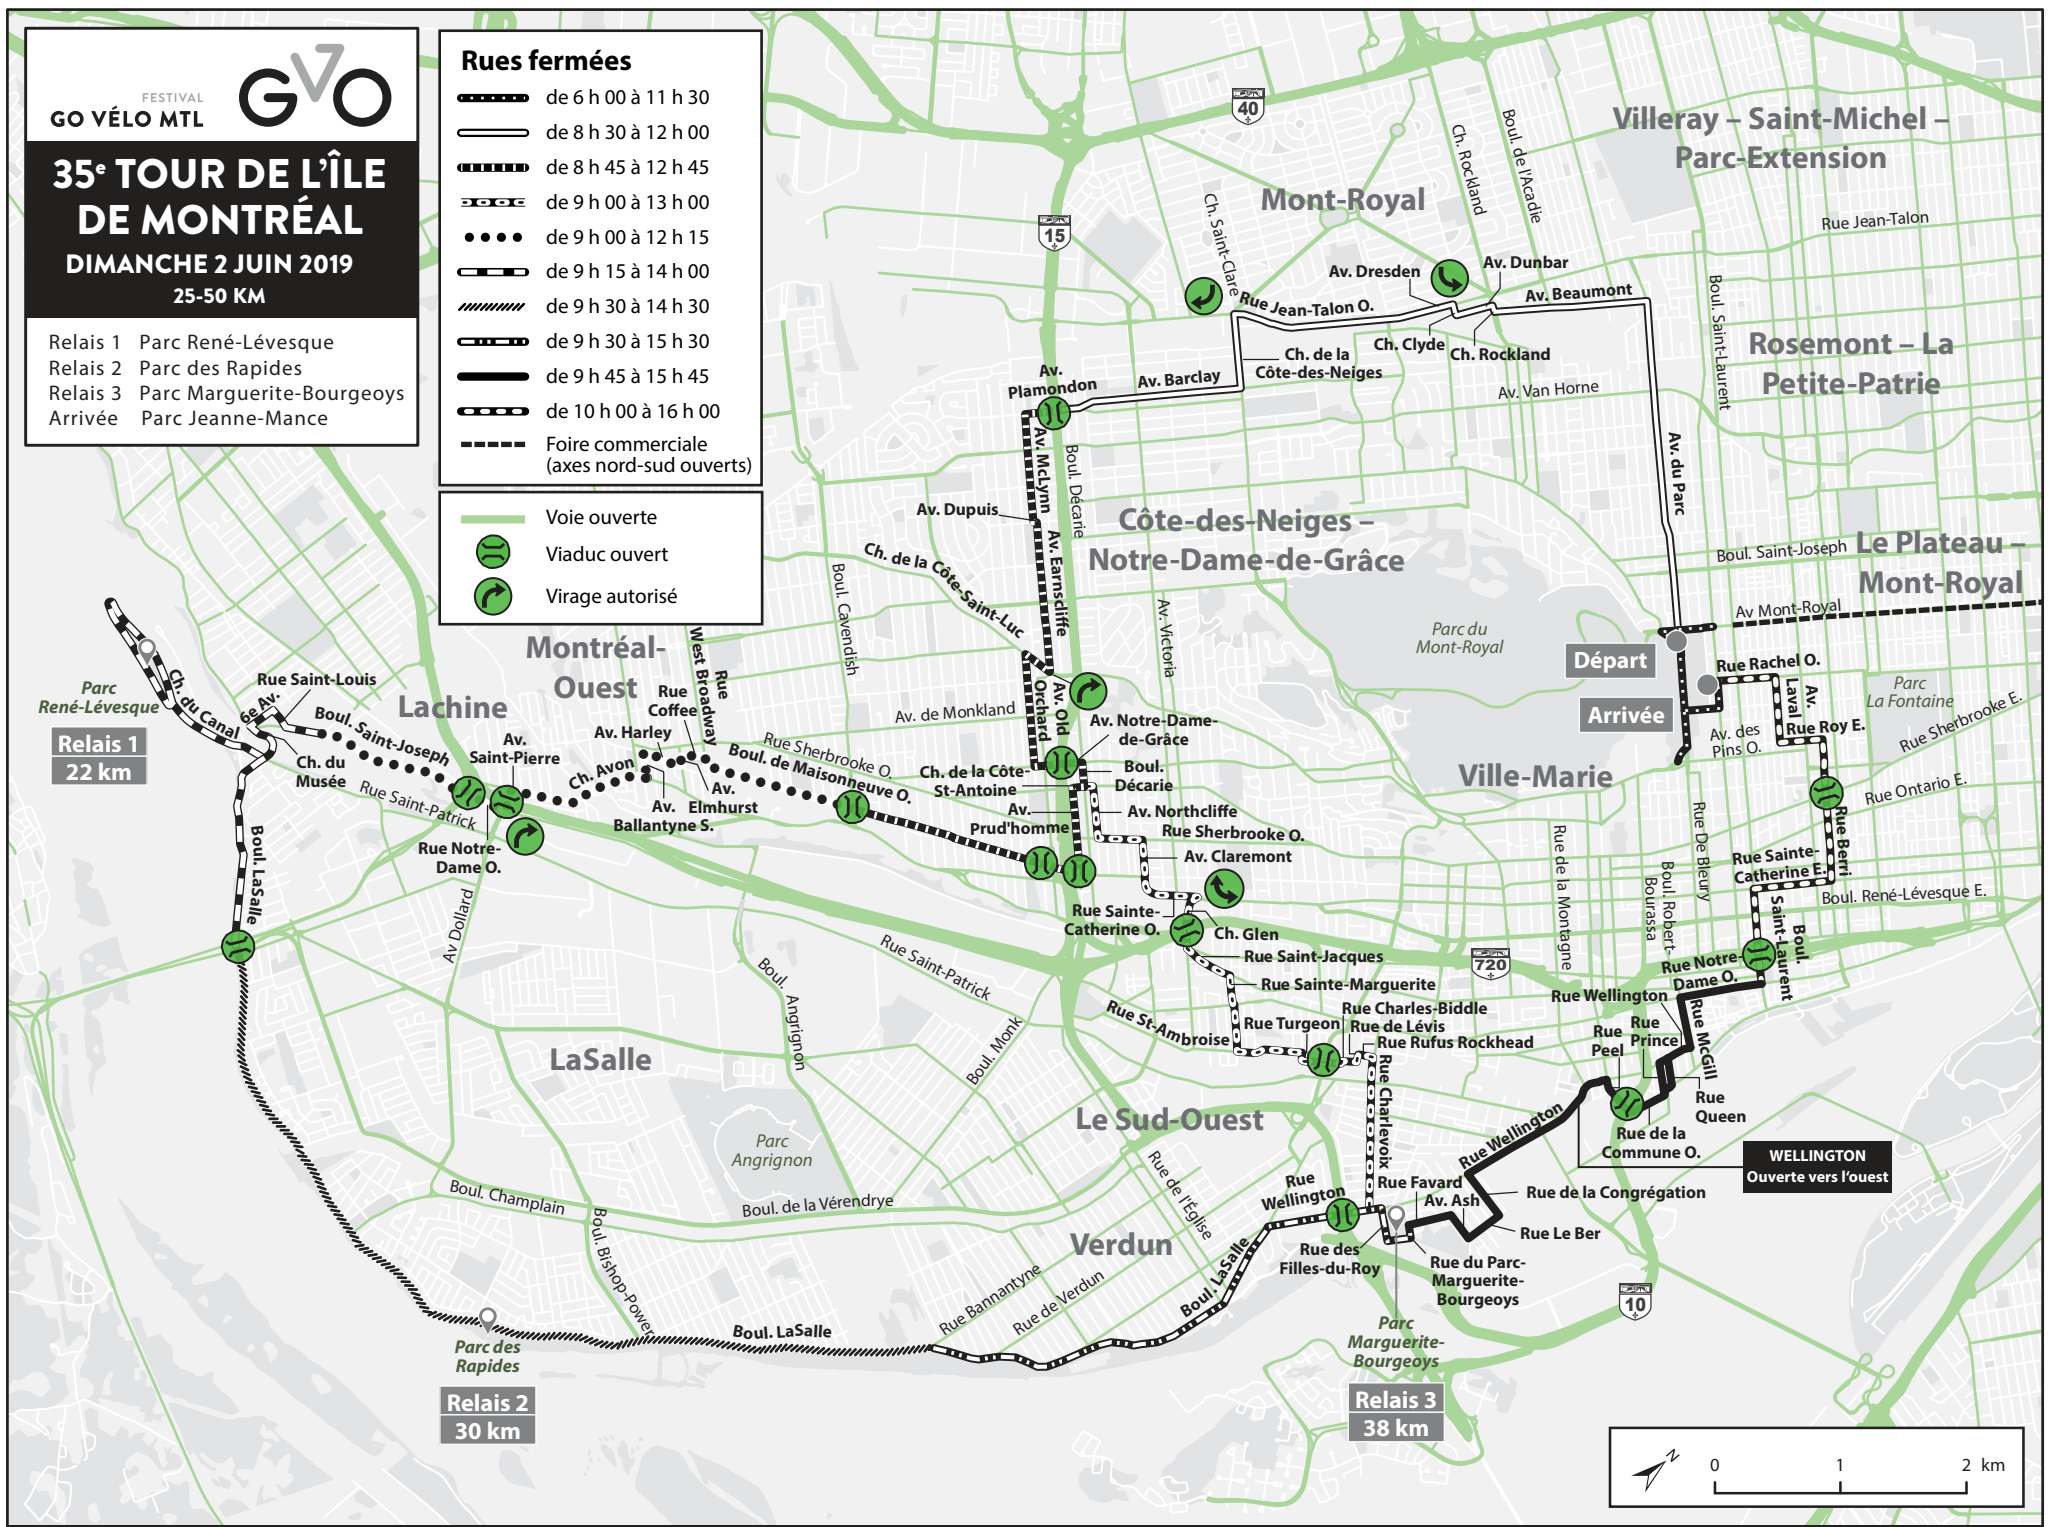 FESTIVAL
GO VÉLO MTL
GVO
35e TOUR DE L'ÎLE
DE MONTRÉAL
DIMANCHE 2 JUIN 2019
25-50 KM
Relais 1 Parc René-Lévesque
Relais 2 Parc des Rapides
Relais 3 Parc Marguerite-Bourgeoys
Arrivée Parc Jeanne-Mance
Rues fermées
de 6 h 00 à 11 h 30
de 8 h 30 à 12 h 00
de 8 h 45 à 12 h 45
de 9 h 00 à 13 h 00
de 9 h 00 à 12 h 15
de 9 h 15 à 14 h 00
de 9 h 30 à 14 h 30
de 9 h 30 à 15 h 30
de 9 h 45 à 15 h 45
de 10 h 00 à 16 h 00
Foire commerciale
(axes nord-sud ouverts)
Voie ouverte
Viaduc ouvert
Virage autorisé
40
15
Villeray – Saint-Michel –
Parc-Extension
Mont-Royal
Ch. Rockland
Boul. de l'Acadie
Ch. Saint-Clare
Rue Jean-Talon
Av. Dresden
Av. Dunbar
Rue Jean-Talon O.
Av. Beaumont
Boul. Saint-Laurent
Ch. Clyde
Ch. Rockland
Ch. de la
Côte-des-Neiges
Rosemont – La
Petite-Patrie
Av.
Plamondon
Av. Barclay
Av. Van Horne
Av. McLynn
Boul. Décarie
Av. du Parc
Av. Dupuis
Côte-des-Neiges –
Notre-Dame-de-Grâce
Boul. Saint-Joseph
Le Plateau –
Mont-Royal
Ch. de la Côte-Saint-Luc
Av. Earnscliffe
Boul. Cavendish
Av. Victoria
Av Mont-Royal
Parc du
Mont-Royal
Départ
Rue Rachel O.
Parc
La Fontaine
Arrivée
Av.
Laval
Rue Roy E.
Rue Sherbrooke E.
Av. des
Pins O.
Montréal-
Ouest
Rue
West Broadway
Rue
Coffee
Orchard
Av. Old
Parc
René-Lévesque
Relais 1
22 km
Ch. du Canal
6e Av.
Rue Saint-Louis
Lachine
Boul. Saint-Joseph
Av. de Monkland
Av. Notre-Dame-
de-Grâce
Av. Harley
Av.
Saint-Pierre
Rue Sherbrooke O.
Boul. de Maisonneuve O.
Ch. du
Musée
Ch. Avon
Ch. de la Côte-
St-Antoine
Boul.
Décarie
Ville-Marie
Rue Saint-Patrick
Av.
Elmhurst
Av.
Ballantyne S.
Av.
Prud'homme
Av. Northcliffe
Rue Sherbrooke O.
Rue Ontario E.
Boul. LaSalle
Rue Notre-
Dame O.
Av. Claremont
Rue de la Montagne
Rue De Bleury
Boul. Robert-
Bourassa
Rue Sainte-
Catherine E.
Rue Berri
Boul. René-Lévesque E.
Av Dollard
Rue Sainte-
Catherine O.
Ch. Glen
Boul.
Saint-Laurent
Rue Saint-Patrick
Boul. Angrignon
Rue Saint-Jacques
720
Rue Notre-
Dame O.
Rue Sainte-Marguerite
Rue Wellington
Rue St-Ambroise
Rue Charles-Biddle
Rue Turgeon
Rue de Lévis
Rue Rufus Rockhead
Rue
Peel
Rue
Prince
Rue McGill
LaSalle
Boul. Monk
Rue Charlevoix
Rue
Queen
Le Sud-Ouest
Parc
Angrignon
Rue Wellington
Rue de la
Commune O.
WELLINGTON
Ouverte vers l'ouest
Boul. Champlain
Boul. de la Vérendrye
Rue de l'Église
Rue
Wellington
Rue Favard
Av. Ash
Rue de la Congrégation
Rue Le Ber
Boul. Bishop-Power
Verdun
Rue des
Filles-du-Roy
Rue du Parc-
Marguerite-
Bourgeoys
Rue Bannantyne
Rue de Verdun
Boul. LaSalle
10
Boul. LaSalle
Parc des
Rapides
Relais 2
30 km
Parc
Marguerite-
Bourgeoys
Relais 3
38 km
N
0 1 2 km